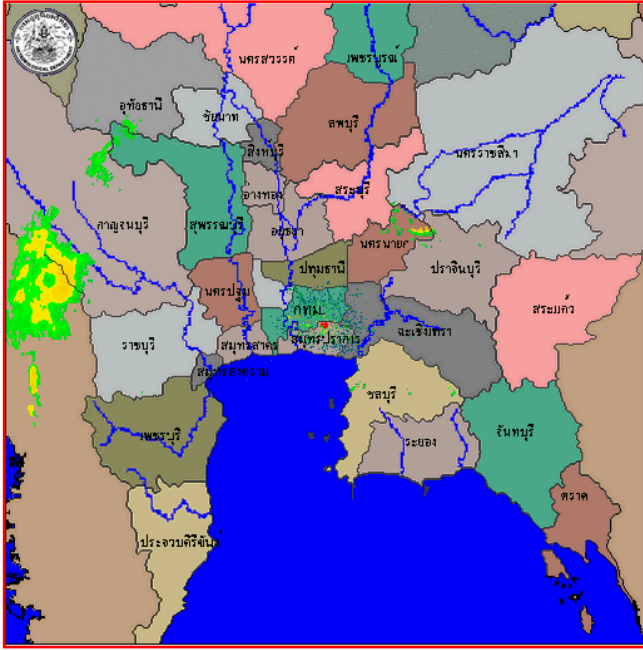 นครสวรรค์
เพชรบูรณ์
อุทัยธานี
ชัยนาท
ลพบุรี
สิงห์บุรี
นครราชสีมา
อ่างทอง
สระบุรี
กาญจนบุรี
สุพรรณบุรี
อยุธยา
นครนายก
ปทุมธานี
ปราจีนบุรี
นครปฐม
กทม.
สระแก้ว
ราชบุรี
สมุทรสาคร
สมุทรปราการ
ฉะเชิงเทรา
สมุทรสงคราม
ชลบุรี
เพชรบุรี
ระยอง
จันทบุรี
ตราด
ประจวบคีรีขันธ์